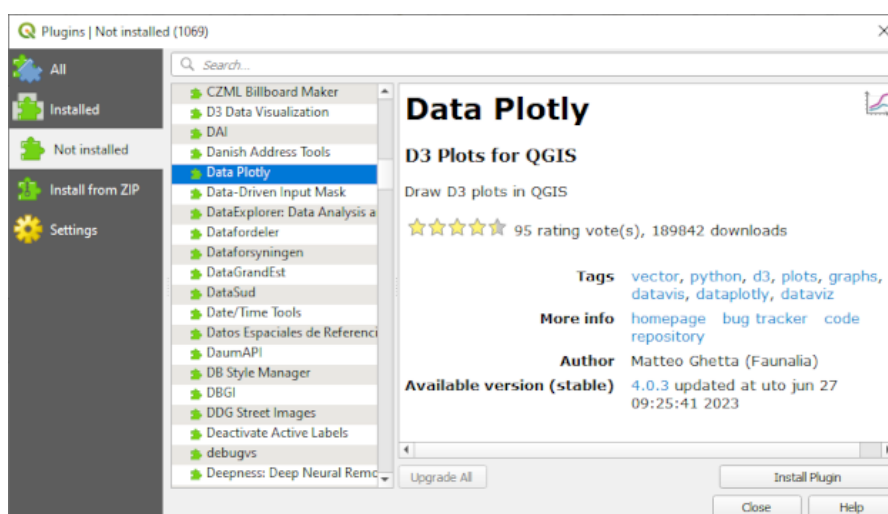 Plugins | Not installed (1069)
All
Installed
Not installed
Install from ZIP
Settings
Search...
CZML Billboard Maker
D3 Data Visualization
DAI
Danish Address Tools
Data Plotly
Data-Driven Input Mask
DataExplorer: Data Analysis a
Datafordeler
Dataforsyningen
DataGrandEst
DataSud
Date/Time Tools
Datos Espaciales de Referenci
DaumAPI
DB Style Manager
DBGI
DDG Street Images
Deactivate Active Labels
debugvs
Deepness: Deep Neural Remo
Data Plotly
D3 Plots for QGIS
Draw D3 plots in QGIS
95 rating vote(s), 189842 downloads
Tags vector, python, d3, plots, graphs,
datavis, dataplotly, dataviz
More info homepage bug tracker code
repository
Author Matteo Ghetta (Faunalia)
Available version (stable) 4.0.3 updated at uto jun 27
09:25:41 2023
Upgrade All
Install Plugin
Close
Help